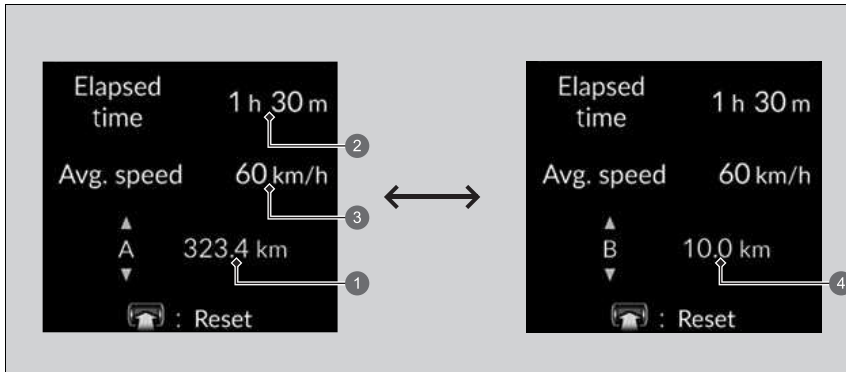 Elapsed time 1 h 30 m
2
Avg. speed 60 km/h
3
A 323.4 km
1
: Reset
Elapsed time 1 h 30 m
Avg. speed 60 km/h
B 10.0 km
4
: Reset